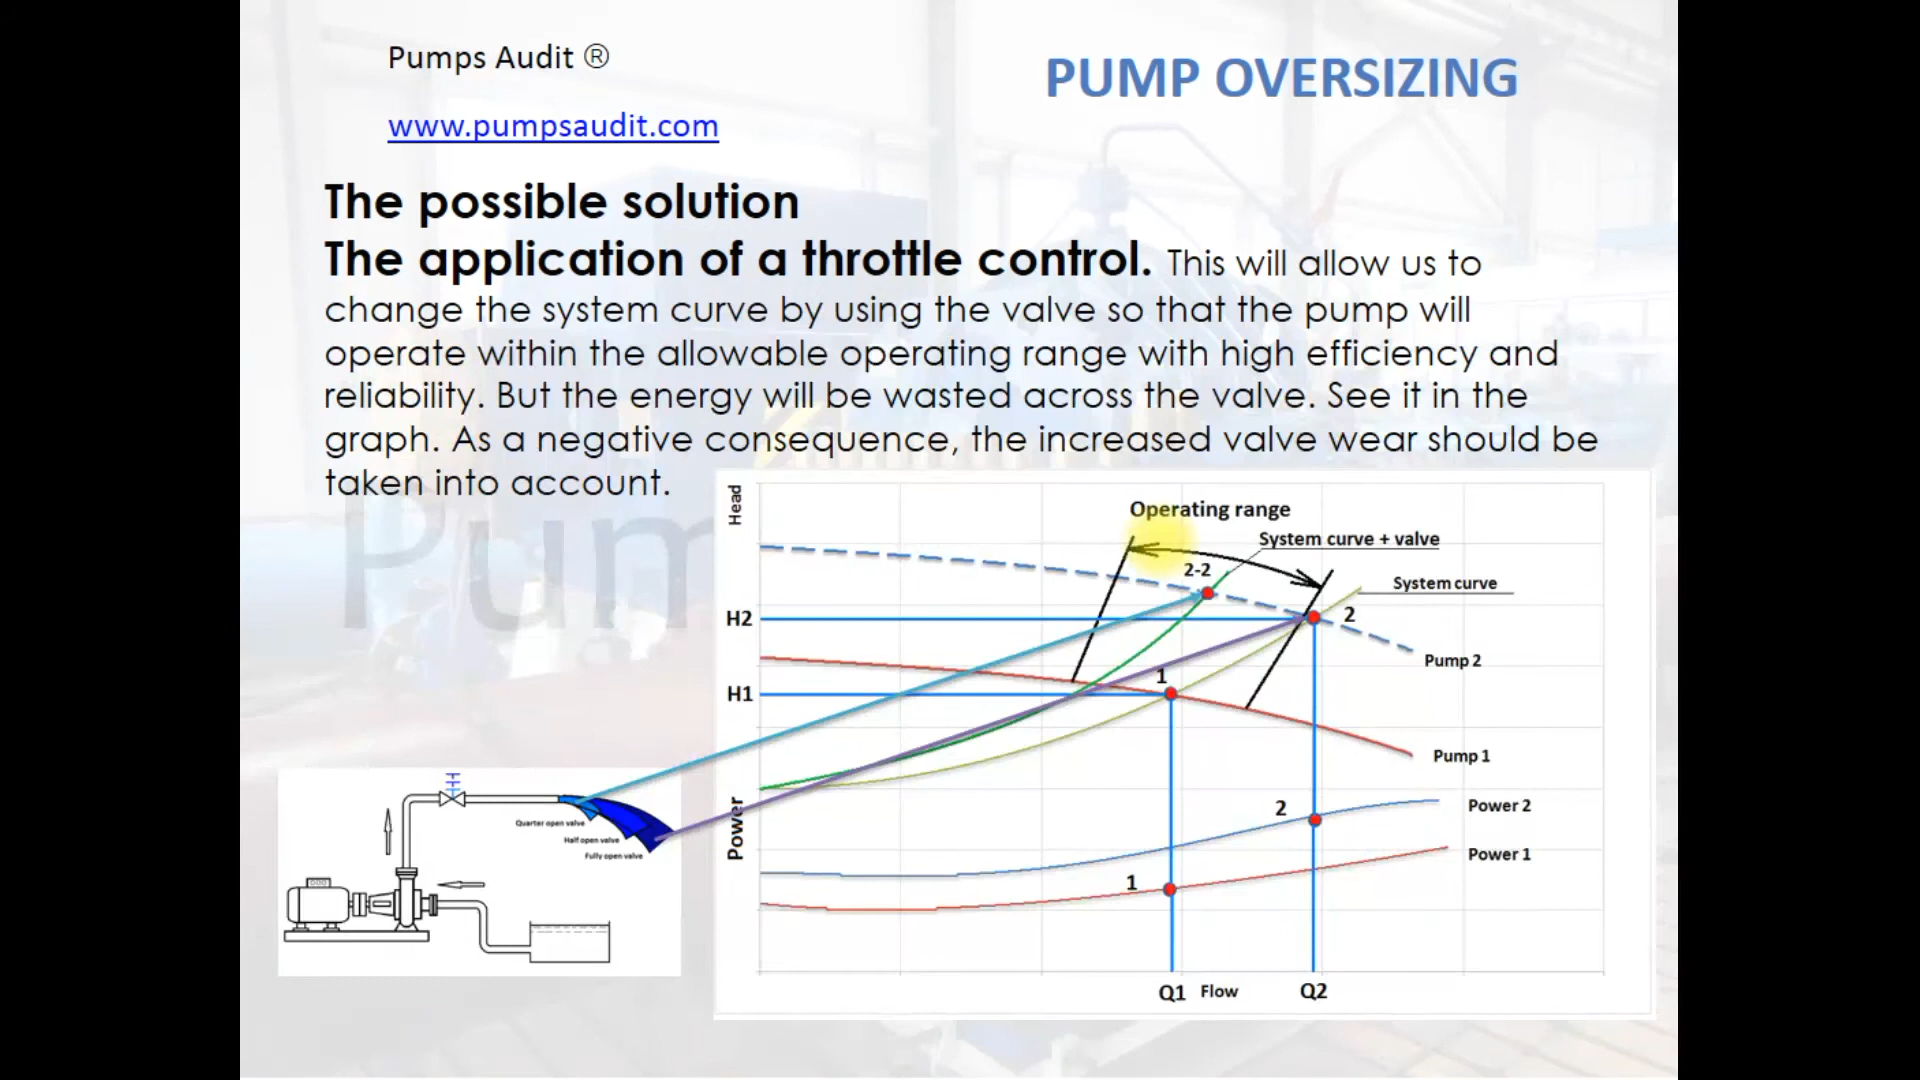 Pumps Audit ®
PUMP OVERSIZING
www.pumpsaudit.com
The possible solution
The application of a throttle control. This will allow us to
change the system curve by using the valve so that the pump will
operate within the allowable operating range with high efficiency and
reliability. But the energy will be wasted across the valve. See it in the
graph. As a negative consequence, the increased valve wear should be
taken into account.
Pum
Head
Operating range
System curve + valve
2-2
System curve
H2
2
Pump 2
1
H1
Pump 1
Power
2
Power 2
Power 1
1
Q1
Flow
Q2
Quarter open valve
Half open valve
Fully open valve